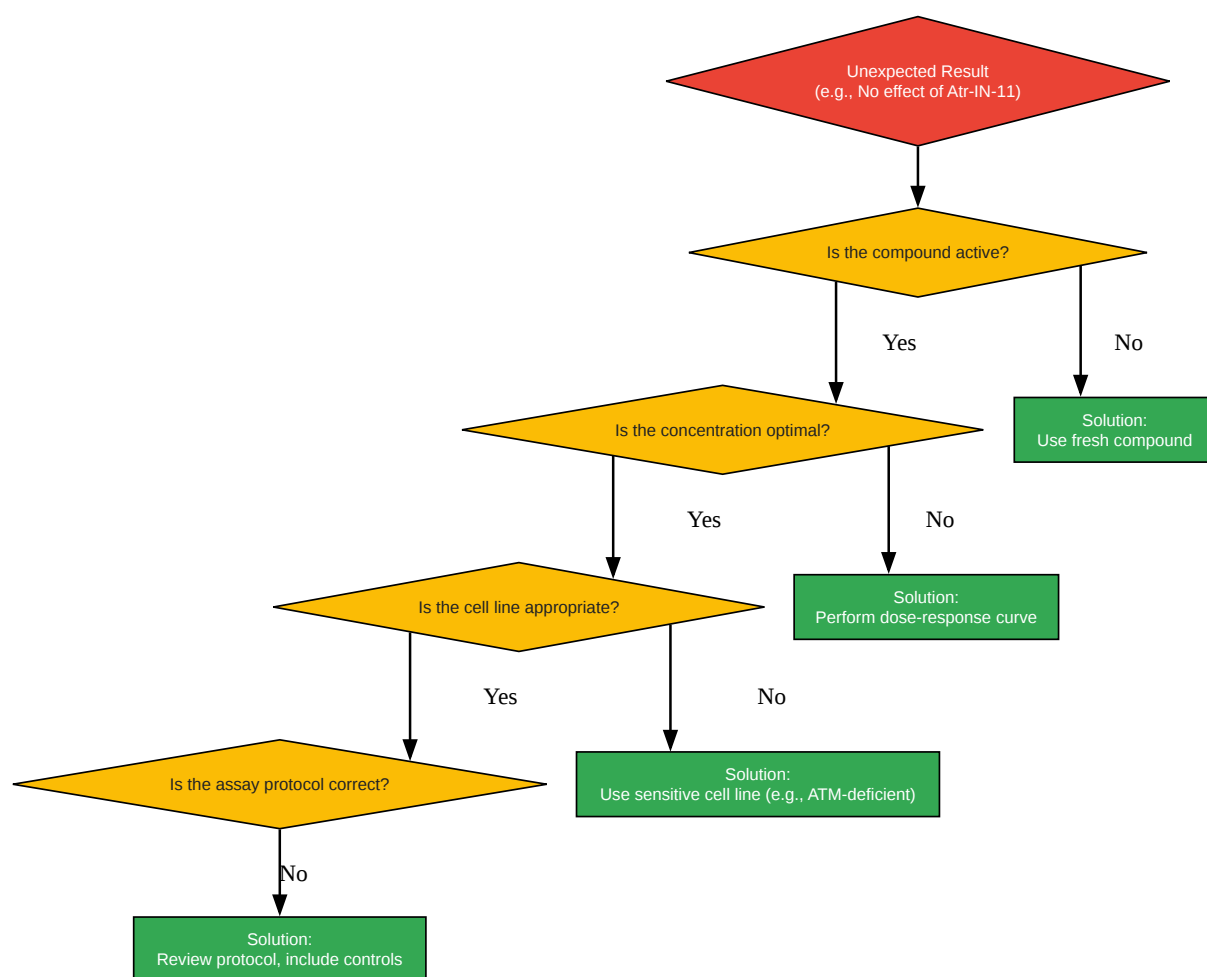 Unexpected Result
(e.g., No effect of Atr-IN-11)
Is the compound active?
Yes
No
Is the concentration optimal?
Solution:
Use fresh compound
Yes
No
Is the cell line appropriate?
Solution:
Perform dose-response curve
Yes
No
Is the assay protocol correct?
Solution:
Use sensitive cell line (e.g., ATM-deficient)
No
Solution:
Review protocol, include controls